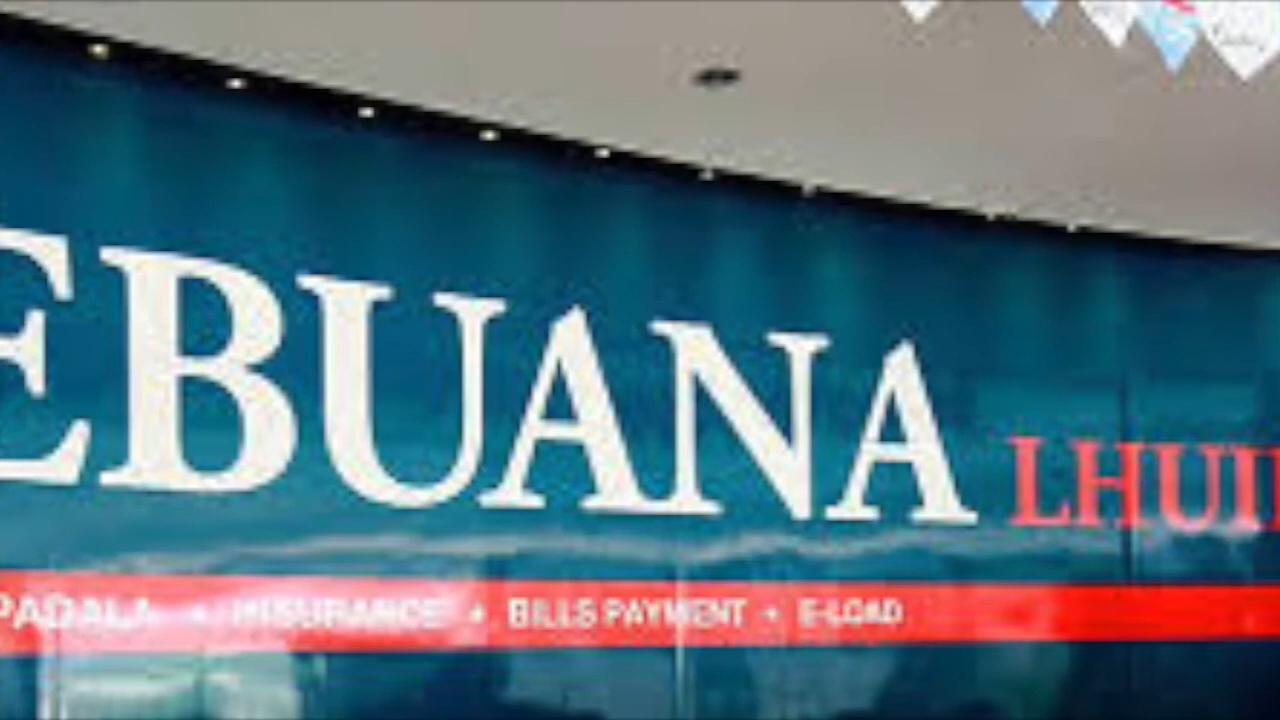 EBUANA LHUI
PADALA • INSURANCE • BILLS PAYMENT • E-LOAD